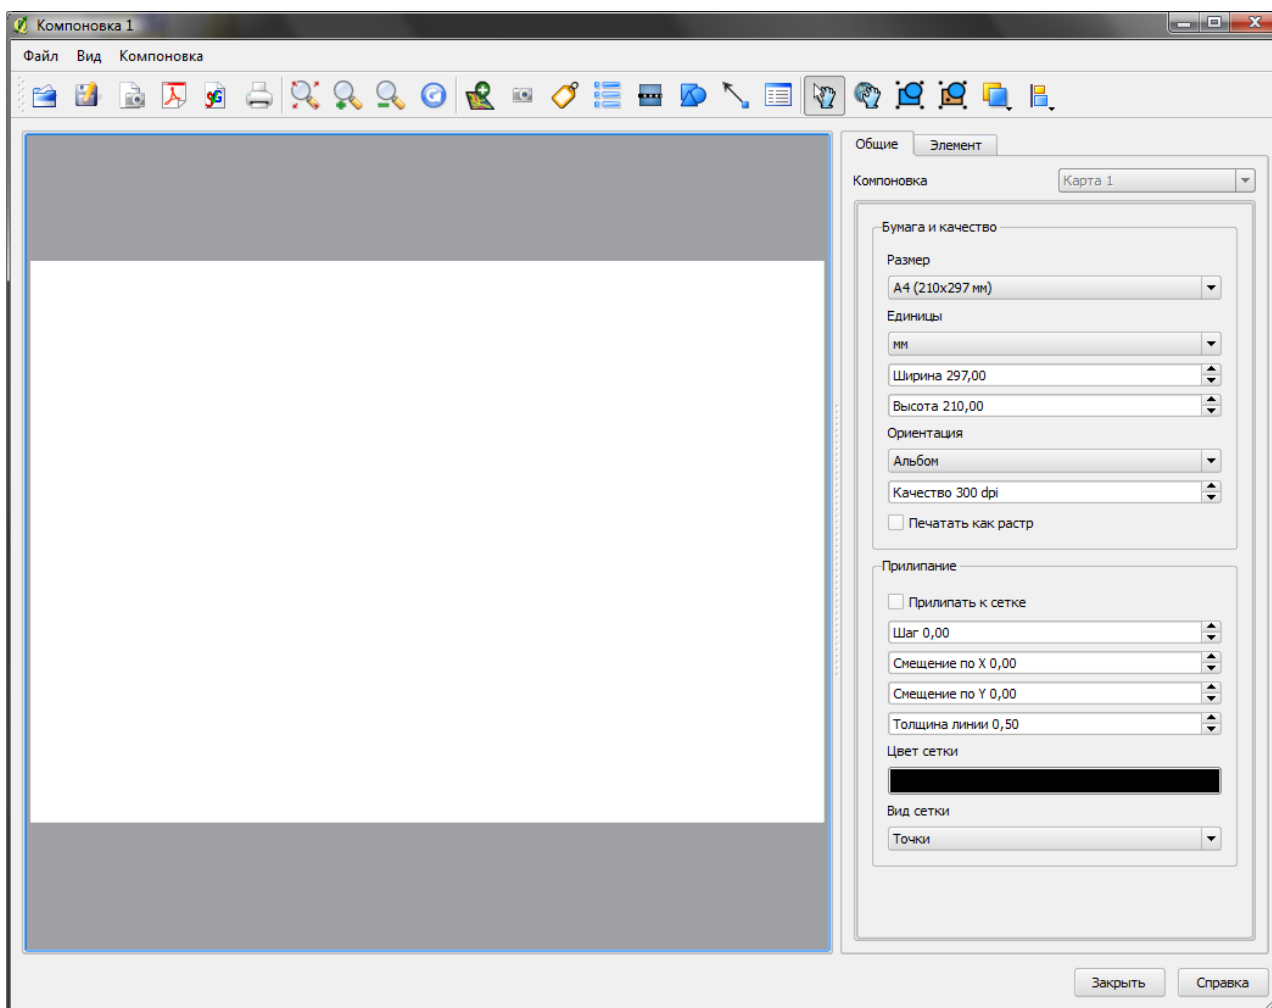 Компоновка 1
Файл Вид Компоновка
Общие Элемент
Компоновка Карта 1
Бумага и качество
Размер
A4 (210x297 мм)
Единицы
мм
Ширина 297,00
Высота 210,00
Ориентация
Альбом
Качество 300 dpi
Печатать как растр
Прилипание
Прилипать к сетке
Шаг 0,00
Смещение по X 0,00
Смещение по Y 0,00
Толщина линии 0,50
Цвет сетки
Вид сетки
Точки
Закрыть Справка